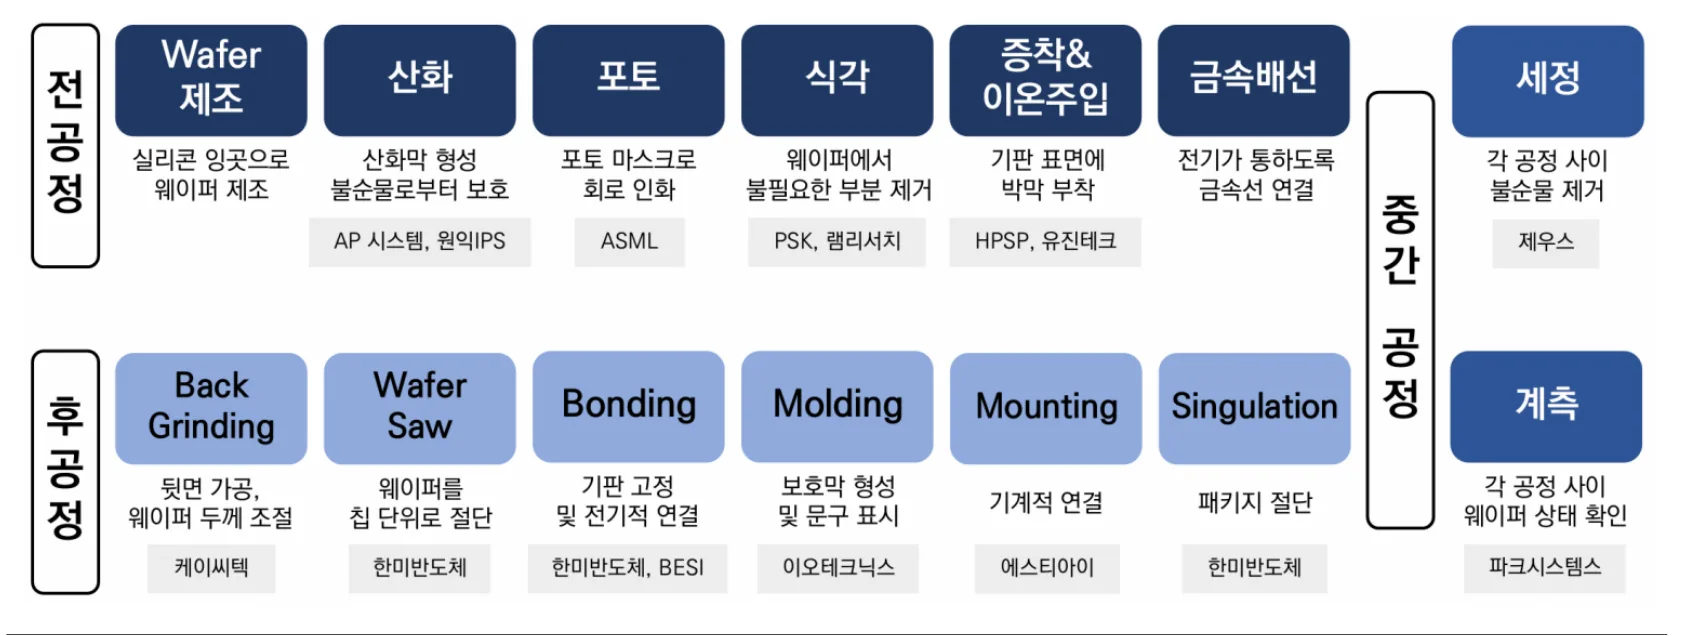 전공정
Wafer
제조
실리콘 잉곳으로
웨이퍼 제조
산화
산화막 형성
불순물로부터 보호
AP 시스템, 원익IPS
포토
포토 마스크로
회로 인화
ASML
식각
웨이퍼에서
불필요한 부분 제거
PSK, 램리서치
증착&
이온주입
기판 표면에
박막 부착
HPSP, 유진테크
금속배선
전기가 통하도록
금속선 연결
후공정
Back
Grinding
뒷면 가공,
웨이퍼 두께 조절
케이씨텍
Wafer
Saw
웨이퍼를
칩 단위로 절단
한미반도체
Bonding
기판 고정
및 전기적 연결
한미반도체, BESI
Molding
보호막 형성
및 문구 표시
이오테크닉스
Mounting
기계적 연결
에스티아이
Singulation
패키지 절단
한미반도체
중간 공정
세정
각 공정 사이
불순물 제거
제우스
계측
각 공정 사이
웨이퍼 상태 확인
파크시스템스